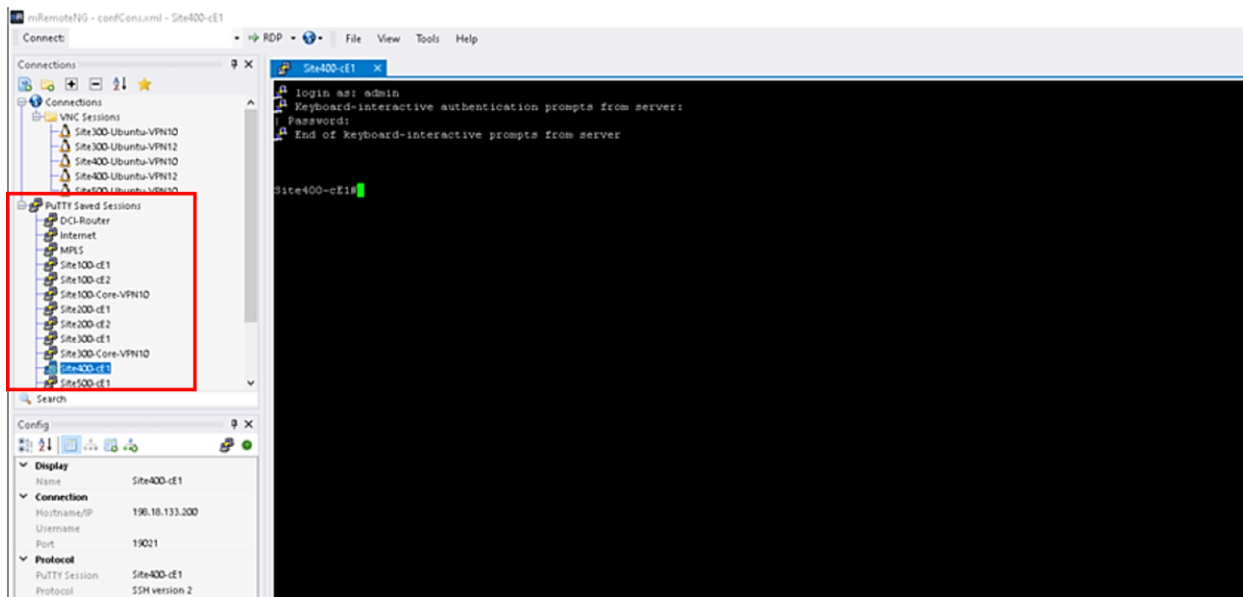 mRemoteNG - confCons.xml - Site400-cE1
Connect: RDP File View Tools Help
Connections
Connections
VNC Sessions
Site300-Ubuntu-VPN10
Site300-Ubuntu-VPN12
Site400-Ubuntu-VPN10
Site400-Ubuntu-VPN12
Site500-Ubuntu-VPN10
PuTTY Saved Sessions
DCI-Router
Internet
MPLS
Site100-cE1
Site100-cE2
Site100-Core-VPN10
Site200-cE1
Site200-cE2
Site300-cE1
Site300-Core-VPN10
Site400-cE1
Site500-cE1
Search
Config
Display
Name Site400-cE1
Connection
Hostname/IP 198.18.133.200
Username
Port 19021
Protocol
PuTTY Session Site400-cE1
Protocol SSH version 2
Site400-cE1
login as: admin
Keyboard-interactive authentication prompts from server:
| Password:
End of keyboard-interactive prompts from server
Site400-cE1#